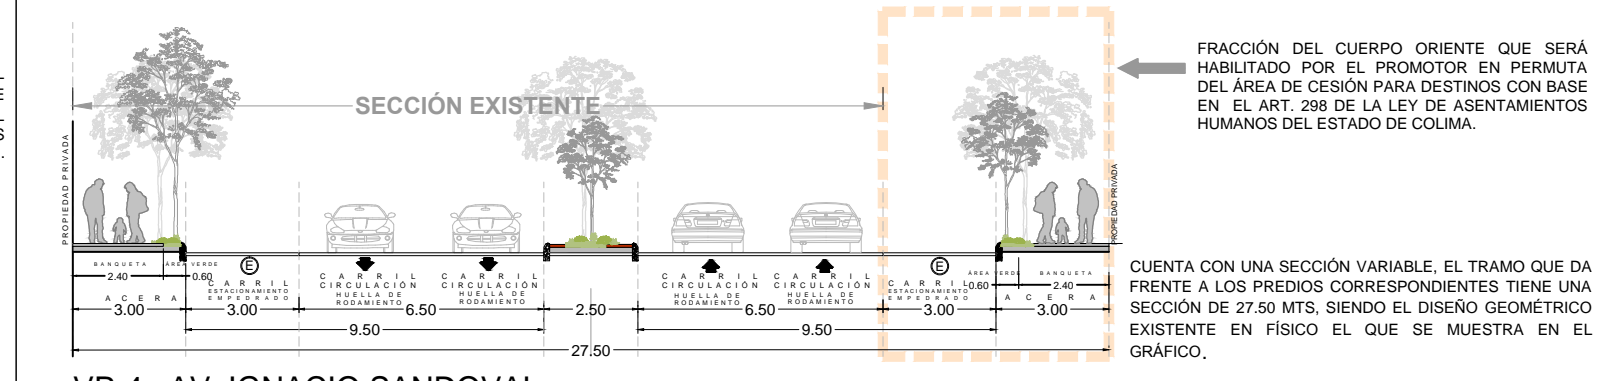 SECCIÓN EXISTENTE
FRACCIÓN DEL CUERPO ORIENTE QUE SERÁ
HABILITADO POR EL PROMOTOR EN PERMUTA
DEL ÁREA DE CESIÓN PARA DESTINOS CON BASE
EN EL ART. 298 DE LA LEY DE ASENTAMIENTOS
HUMANOS DEL ESTADO DE COLIMA.
PROPIEDAD PRIVADA
PROPIEDAD PRIVADA
BANQUETA
2.40
ÁREA VERDE
0.60
ACERA
3.00
E
CARRIL
ESTACIONAMIENTO
EMPEDRADO
3.00
CARRIL
CIRCULACIÓN
HUELLA DE
RODAMIENTO
CARRIL
CIRCULACIÓN
HUELLA DE
RODAMIENTO
6.50
9.50
2.50
CARRIL
CIRCULACIÓN
HUELLA DE
RODAMIENTO
CARRIL
CIRCULACIÓN
HUELLA DE
RODAMIENTO
6.50
E
CARRIL
ESTACIONAMIENTO
EMPEDRADO
3.00
9.50
ÁREA VERDE
0.60
BANQUETA
2.40
ACERA
3.00
27.50
CUENTA CON UNA SECCIÓN VARIABLE, EL TRAMO QUE DA
FRENTE A LOS PREDIOS CORRESPONDIENTES TIENE UNA
SECCIÓN DE 27.50 MTS, SIENDO EL DISEÑO GEOMÉTRICO
EXISTENTE EN FÍSICO EL QUE SE MUESTRA EN EL
GRÁFICO.
AV. IGNACIO SANDOVAL